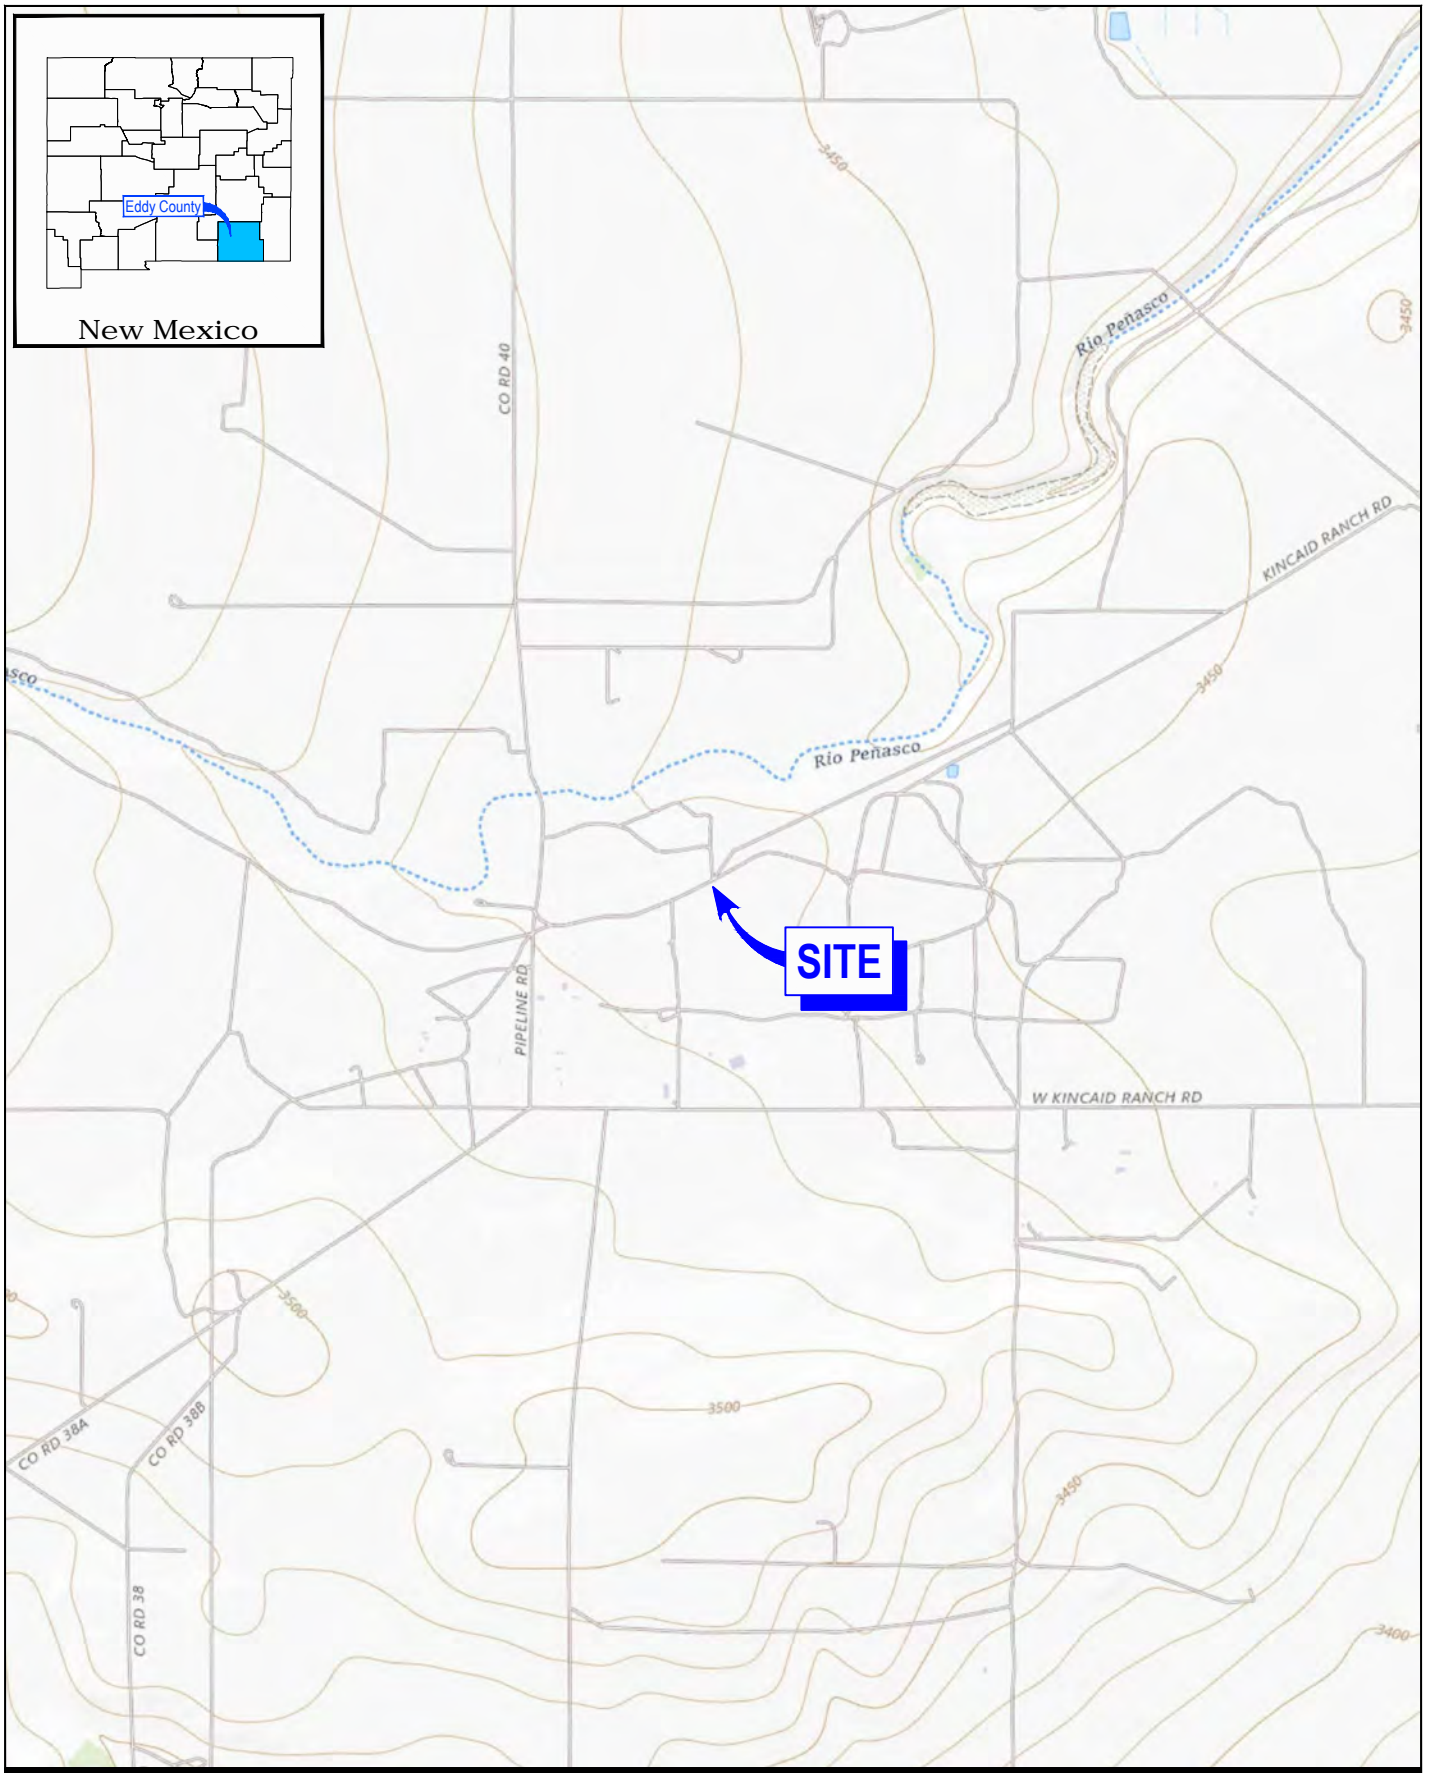 Eddy County
New Mexico
3450
Rio Peñasco
3450
CO RD 40
KINCAID RANCH RD
asco
3450
Rio Peñasco
SITE
PIPELINE RD
W KINCAID RANCH RD
3500
3500
CO RD 38A
CO RD 38B
3450
CO RD 38
3400